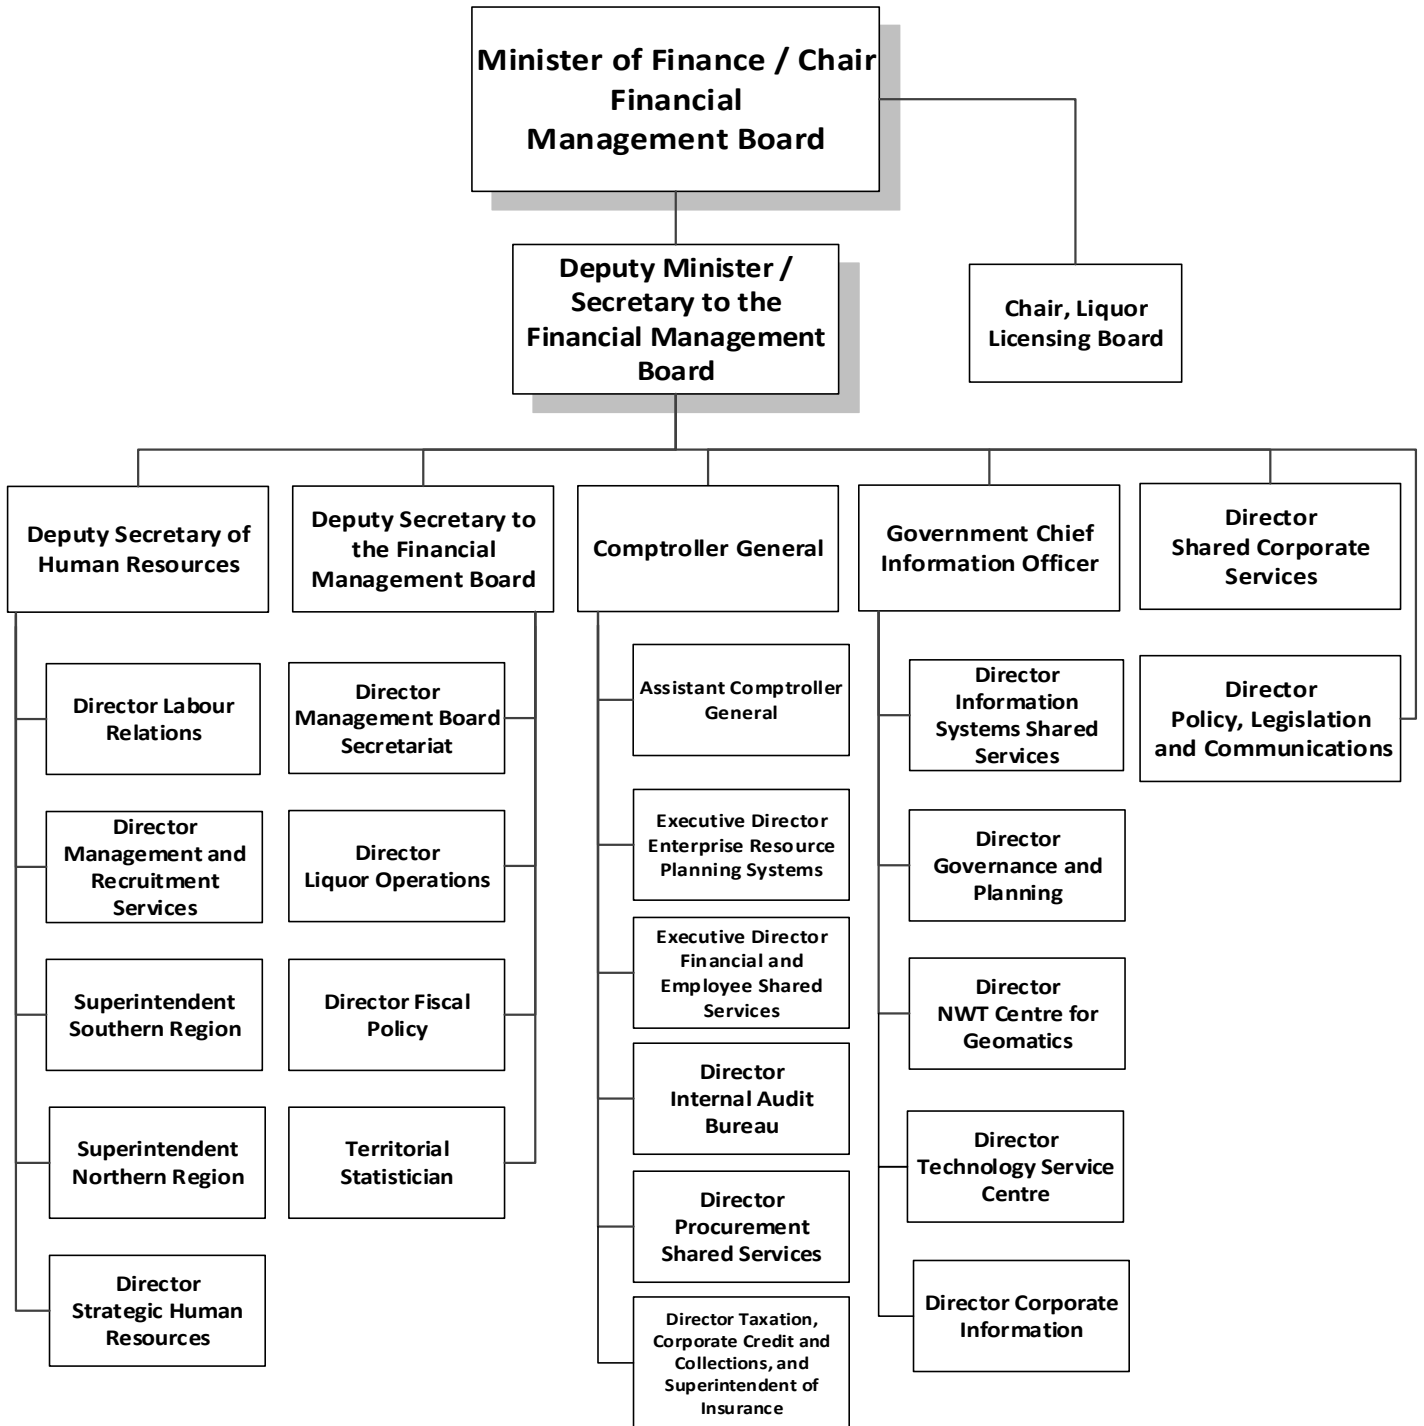 Minister of Finance / Chair
Financial
Management Board
Deputy Minister /
Secretary to the
Financial Management
Board
Chair, Liquor
Licensing Board
Deputy Secretary of
Human Resources
Deputy Secretary to
the Financial
Management Board
Comptroller General
Government Chief
Information Officer
Director
Shared Corporate
Services
Director Labour
Relations
Director
Management and
Recruitment
Services
Superintendent
Southern Region
Superintendent
Northern Region
Director
Strategic Human
Resources
Director
Management Board
Secretariat
Director
Liquor Operations
Director Fiscal
Policy
Territorial
Statistician
Assistant Comptroller
General
Executive Director
Enterprise Resource
Planning Systems
Executive Director
Financial and
Employee Shared
Services
Director
Internal Audit
Bureau
Director
Procurement
Shared Services
Director Taxation,
Corporate Credit and
Collections, and
Superintendent of
Insurance
Director
Information
Systems Shared
Services
Director
Governance and
Planning
Director
NWT Centre for
Geomatics
Director
Technology Service
Centre
Director Corporate
Information
Director
Policy, Legislation
and Communications